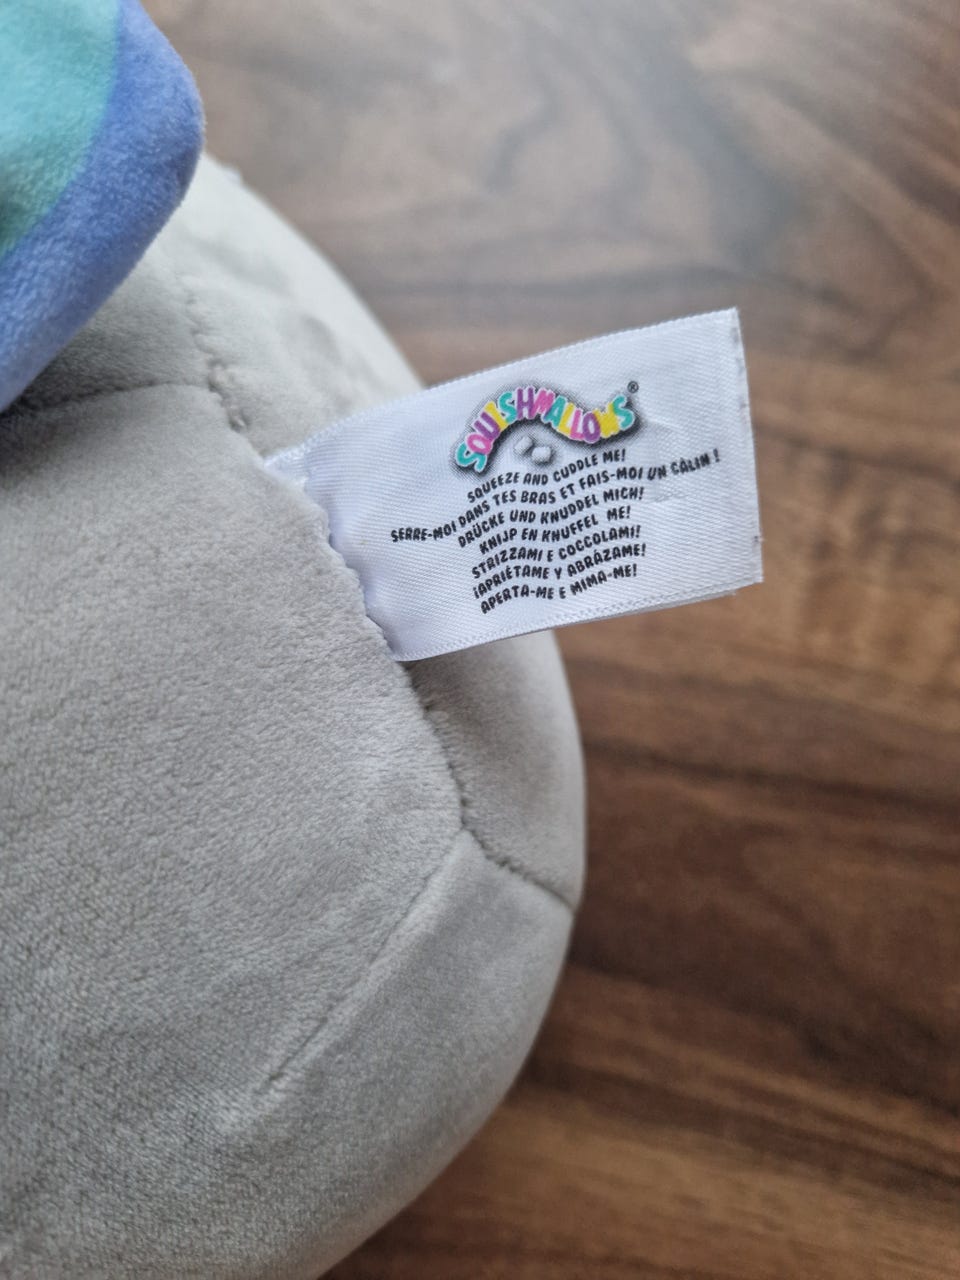 SQUISHMALLOWS®
SQUEEZE AND CUDDLE ME!
SERRE-MOI DANS TES BRAS ET FAIS-MOI UN CÂLIN !
DRÜCKE UND KNUDDEL MICH!
KNIJP EN KNUFFEL ME!
STRIZZAMI E COCCOLAMI!
¡APRIÉTAME Y ABRÁZAME!
APERTA-ME E MIMA-ME!